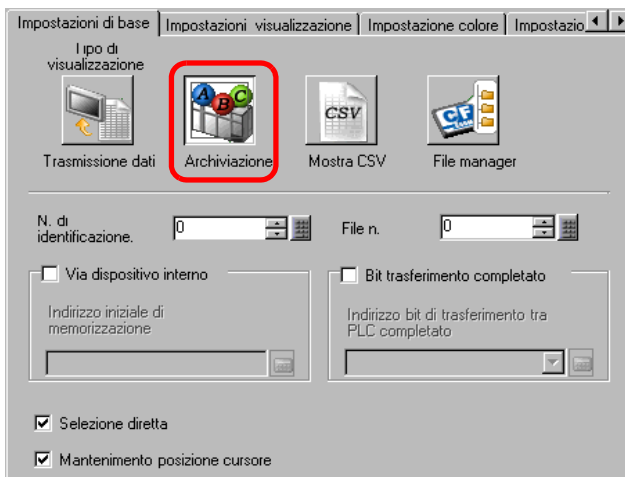 Impostazioni di base | Impostazioni visualizzazione | Impostazione colore | Impostazio
Tipo di
visualizzazione
A B C
CSV
CF
Trasmissione dati
Archiviazione
Mostra CSV
File manager
N. di
identificazione.
0
File n.
0
Via dispositivo interno
Bit trasferimento completato
Indirizzo iniziale di
memorizzazione
Indirizzo bit di trasferimento tra
PLC completato
Selezione diretta
Mantenimento posizione cursore